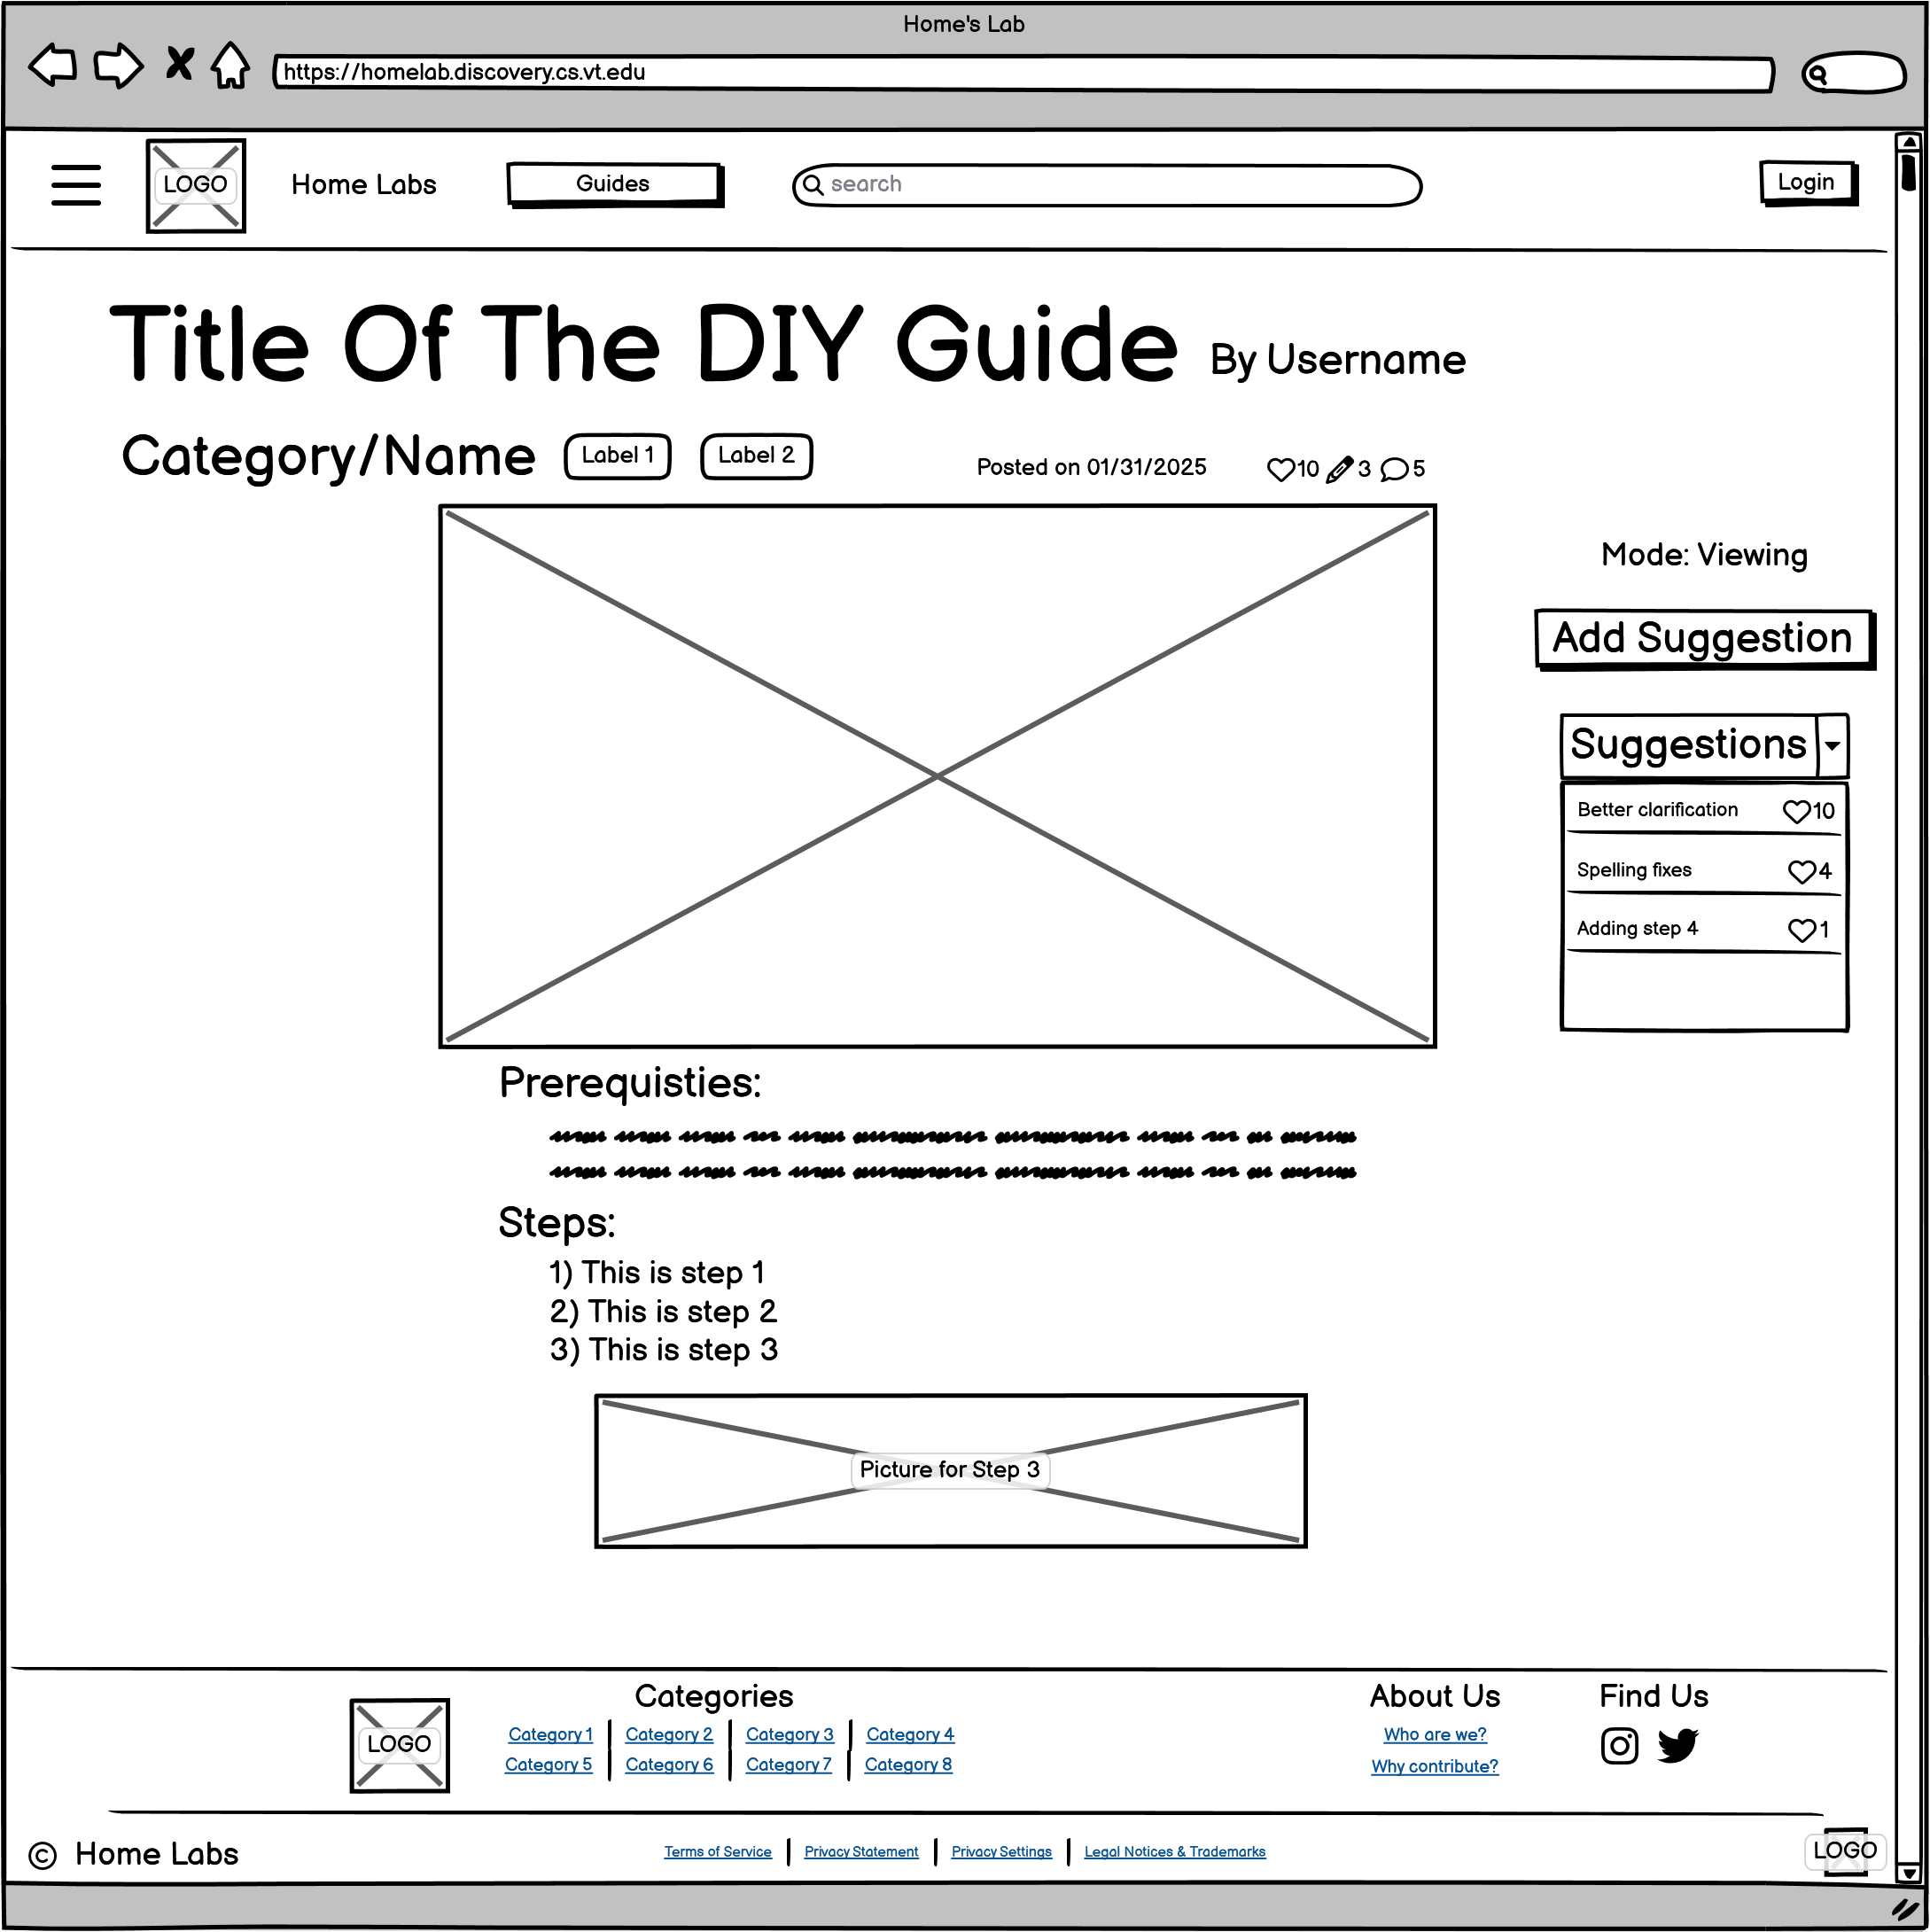 Home's Lab
https://homelab.discovery.cs.vt.edu
LOGO Home Labs Guides search Login
Title Of The DIY Guide By Username
Category/Name Label 1 Label 2 Posted on 01/31/2025 10 3 5
Mode: Viewing
Add Suggestion
Suggestions
Better clarification 10
Spelling fixes 4
Adding step 4 1
Prerequisties:
Steps:
1) This is step 1
2) This is step 2
3) This is step 3
Picture for Step 3
LOGO
Categories
Category 1 Category 2 Category 3 Category 4
Category 5 Category 6 Category 7 Category 8
About Us
Who are we?
Why contribute?
Find Us
© Home Labs Terms of Service Privacy Statement Privacy Settings Legal Notices & Trademarks LOGO